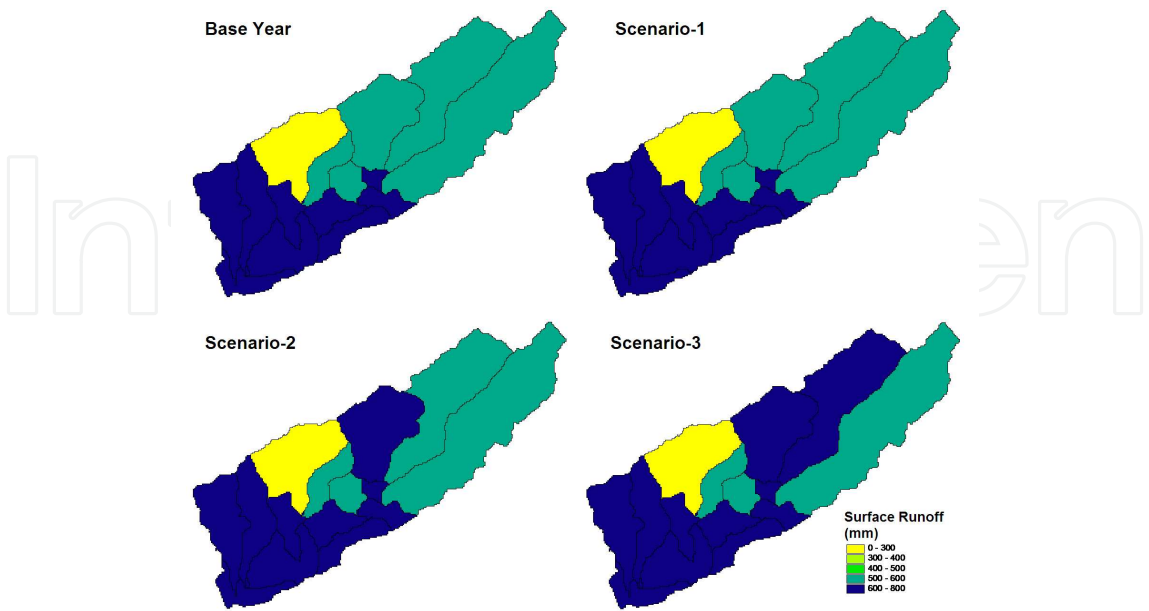 Base Year
Scenario-1
Scenario-2
Scenario-3
Surface Runoff
(mm)
0 - 300
300 - 400
400 - 500
500 - 600
600 - 800